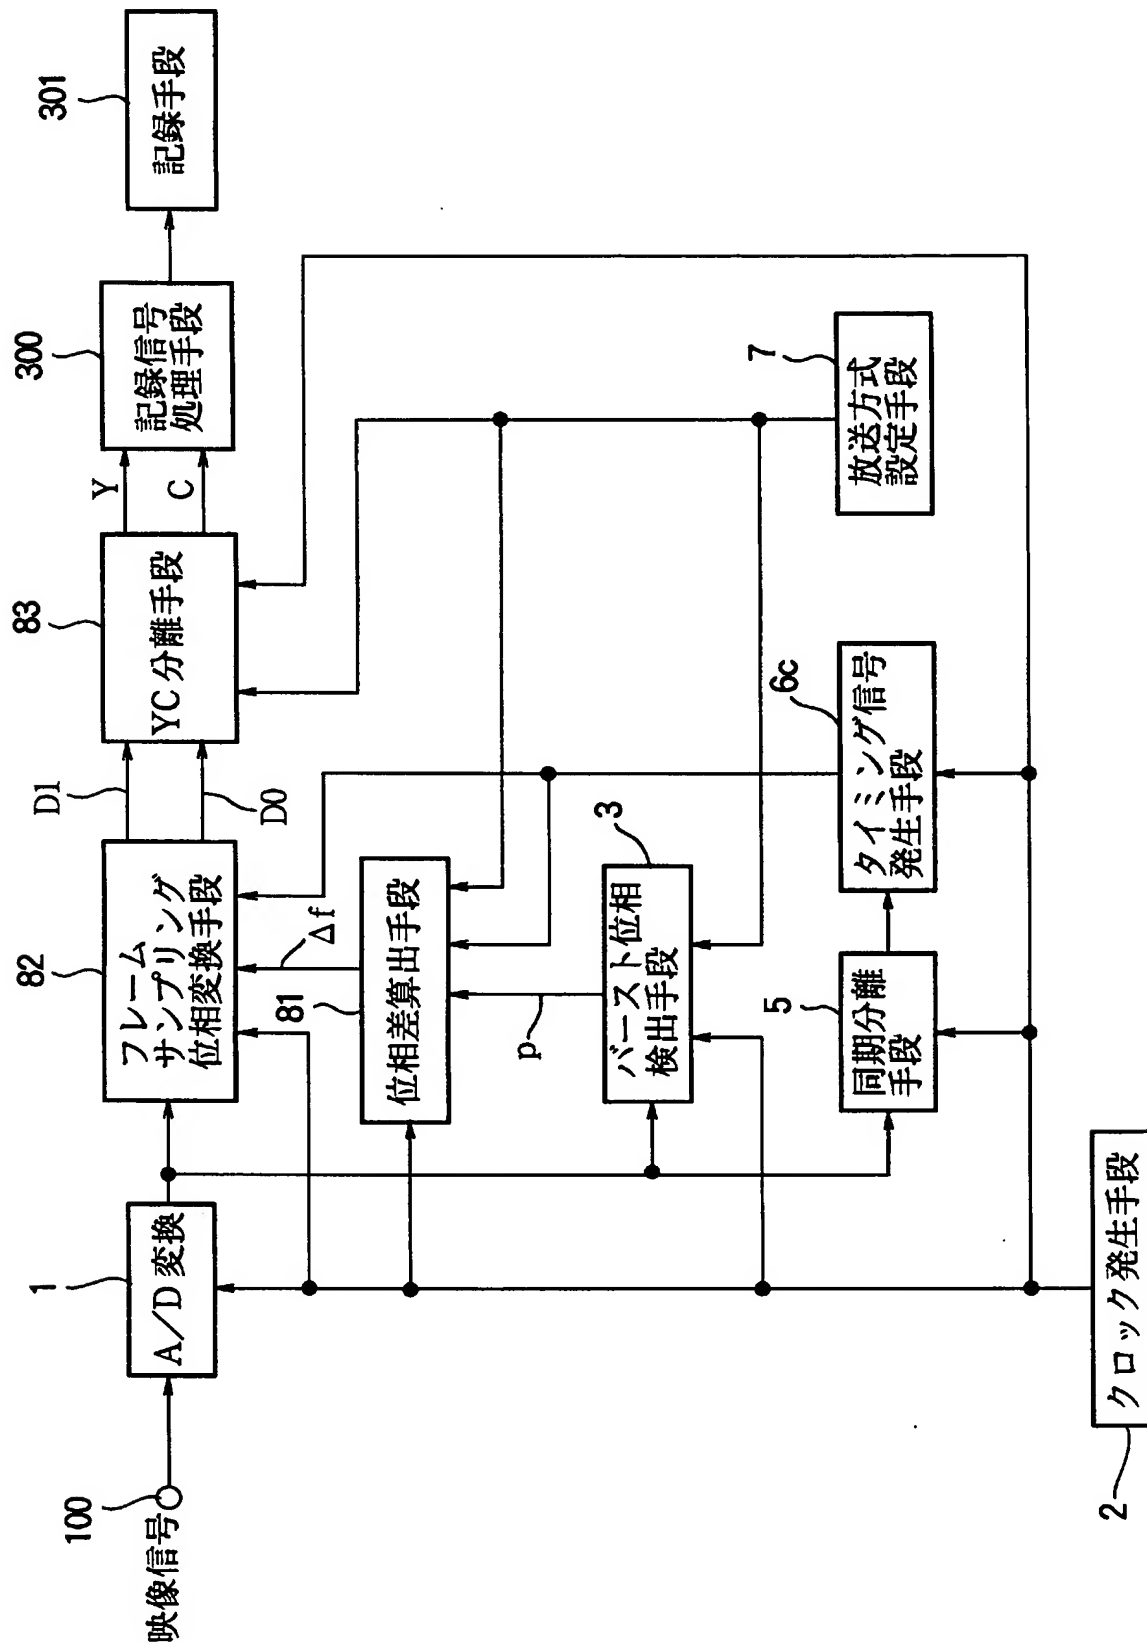 映像信号
100
1
A/D変換
82
フレーム
サンプリング
位相変換手段
D1
D0
83
YC分離手段
Y
C
300
記録信号
処理手段
301
記録手段
81
位相差算出手段
Δf
p
3
バースト位相
検出手段
5
同期分離
手段
6c
タイミング信号
発生手段
7
放送方式
設定手段
2
クロック発生手段